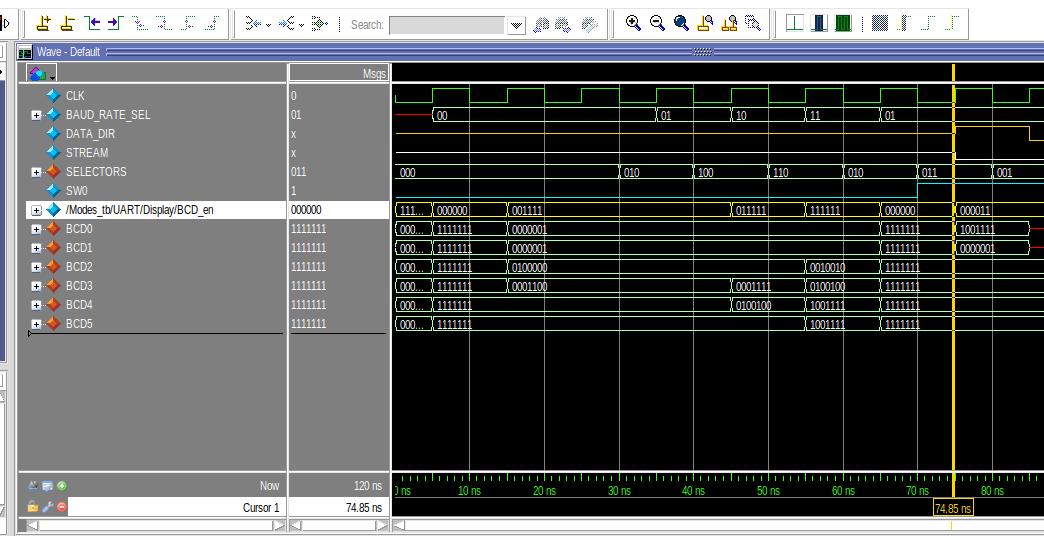 Search:
Wave - Default
Msgs
CLK 0
BAUD_RATE_SEL 01 00 01 10 11 01
DATA_DIR x
STREAM x
SELECTORS 011 000 010 100 110 010 011 001
SW0 1
/Modes_tb/UART/Display/BCD_en 000000 111... 000000 001111 011111 111111 000000 000011
BCD0 1111111 000... 1111111 0000001 1111111 1001111
BCD1 1111111 000... 1111111 0000001 1111111 0000001
BCD2 1111111 000... 1111111 0100000 0010010 1111111
BCD3 1111111 000... 1111111 0001100 0001111 0100100 1111111
BCD4 1111111 000... 1111111 0100100 1001111 1111111
BCD5 1111111 000... 1111111 1001111 1111111
Now 120 ns ns 10 ns 20 ns 30 ns 40 ns 50 ns 60 ns 70 ns 80 ns
Cursor 1 74.85 ns 74.85 ns